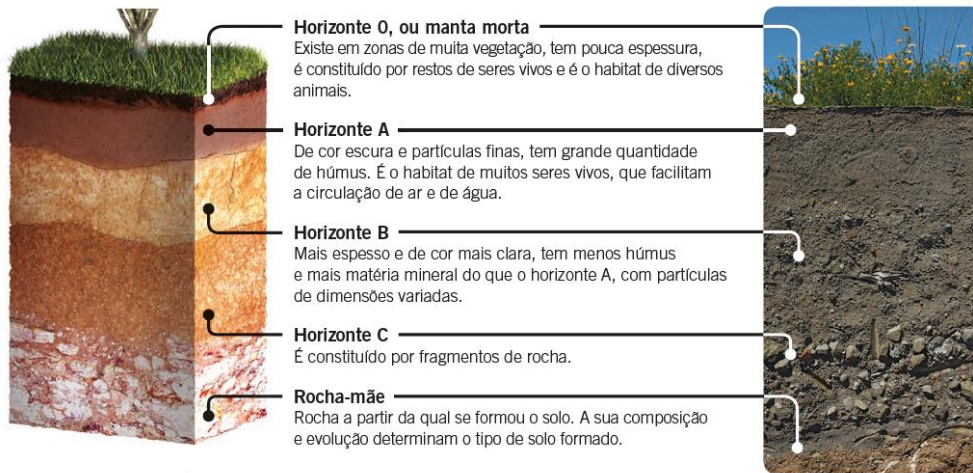 Horizonte 0, ou manta morta
Existe em zonas de muita vegetação, tem pouca espessura,
é constituído por restos de seres vivos e é o habitat de diversos
animais.
Horizonte A
De cor escura e partículas finas, tem grande quantidade
de húmus. É o habitat de muitos seres vivos, que facilitam
a circulação de ar e de água.
Horizonte B
Mais espesso e de cor mais clara, tem menos húmus
e mais matéria mineral do que o horizonte A, com partículas
de dimensões variadas.
Horizonte C
É constituído por fragmentos de rocha.
Rocha-mãe
Rocha a partir da qual se formou o solo. A sua composição
e evolução determinam o tipo de solo formado.